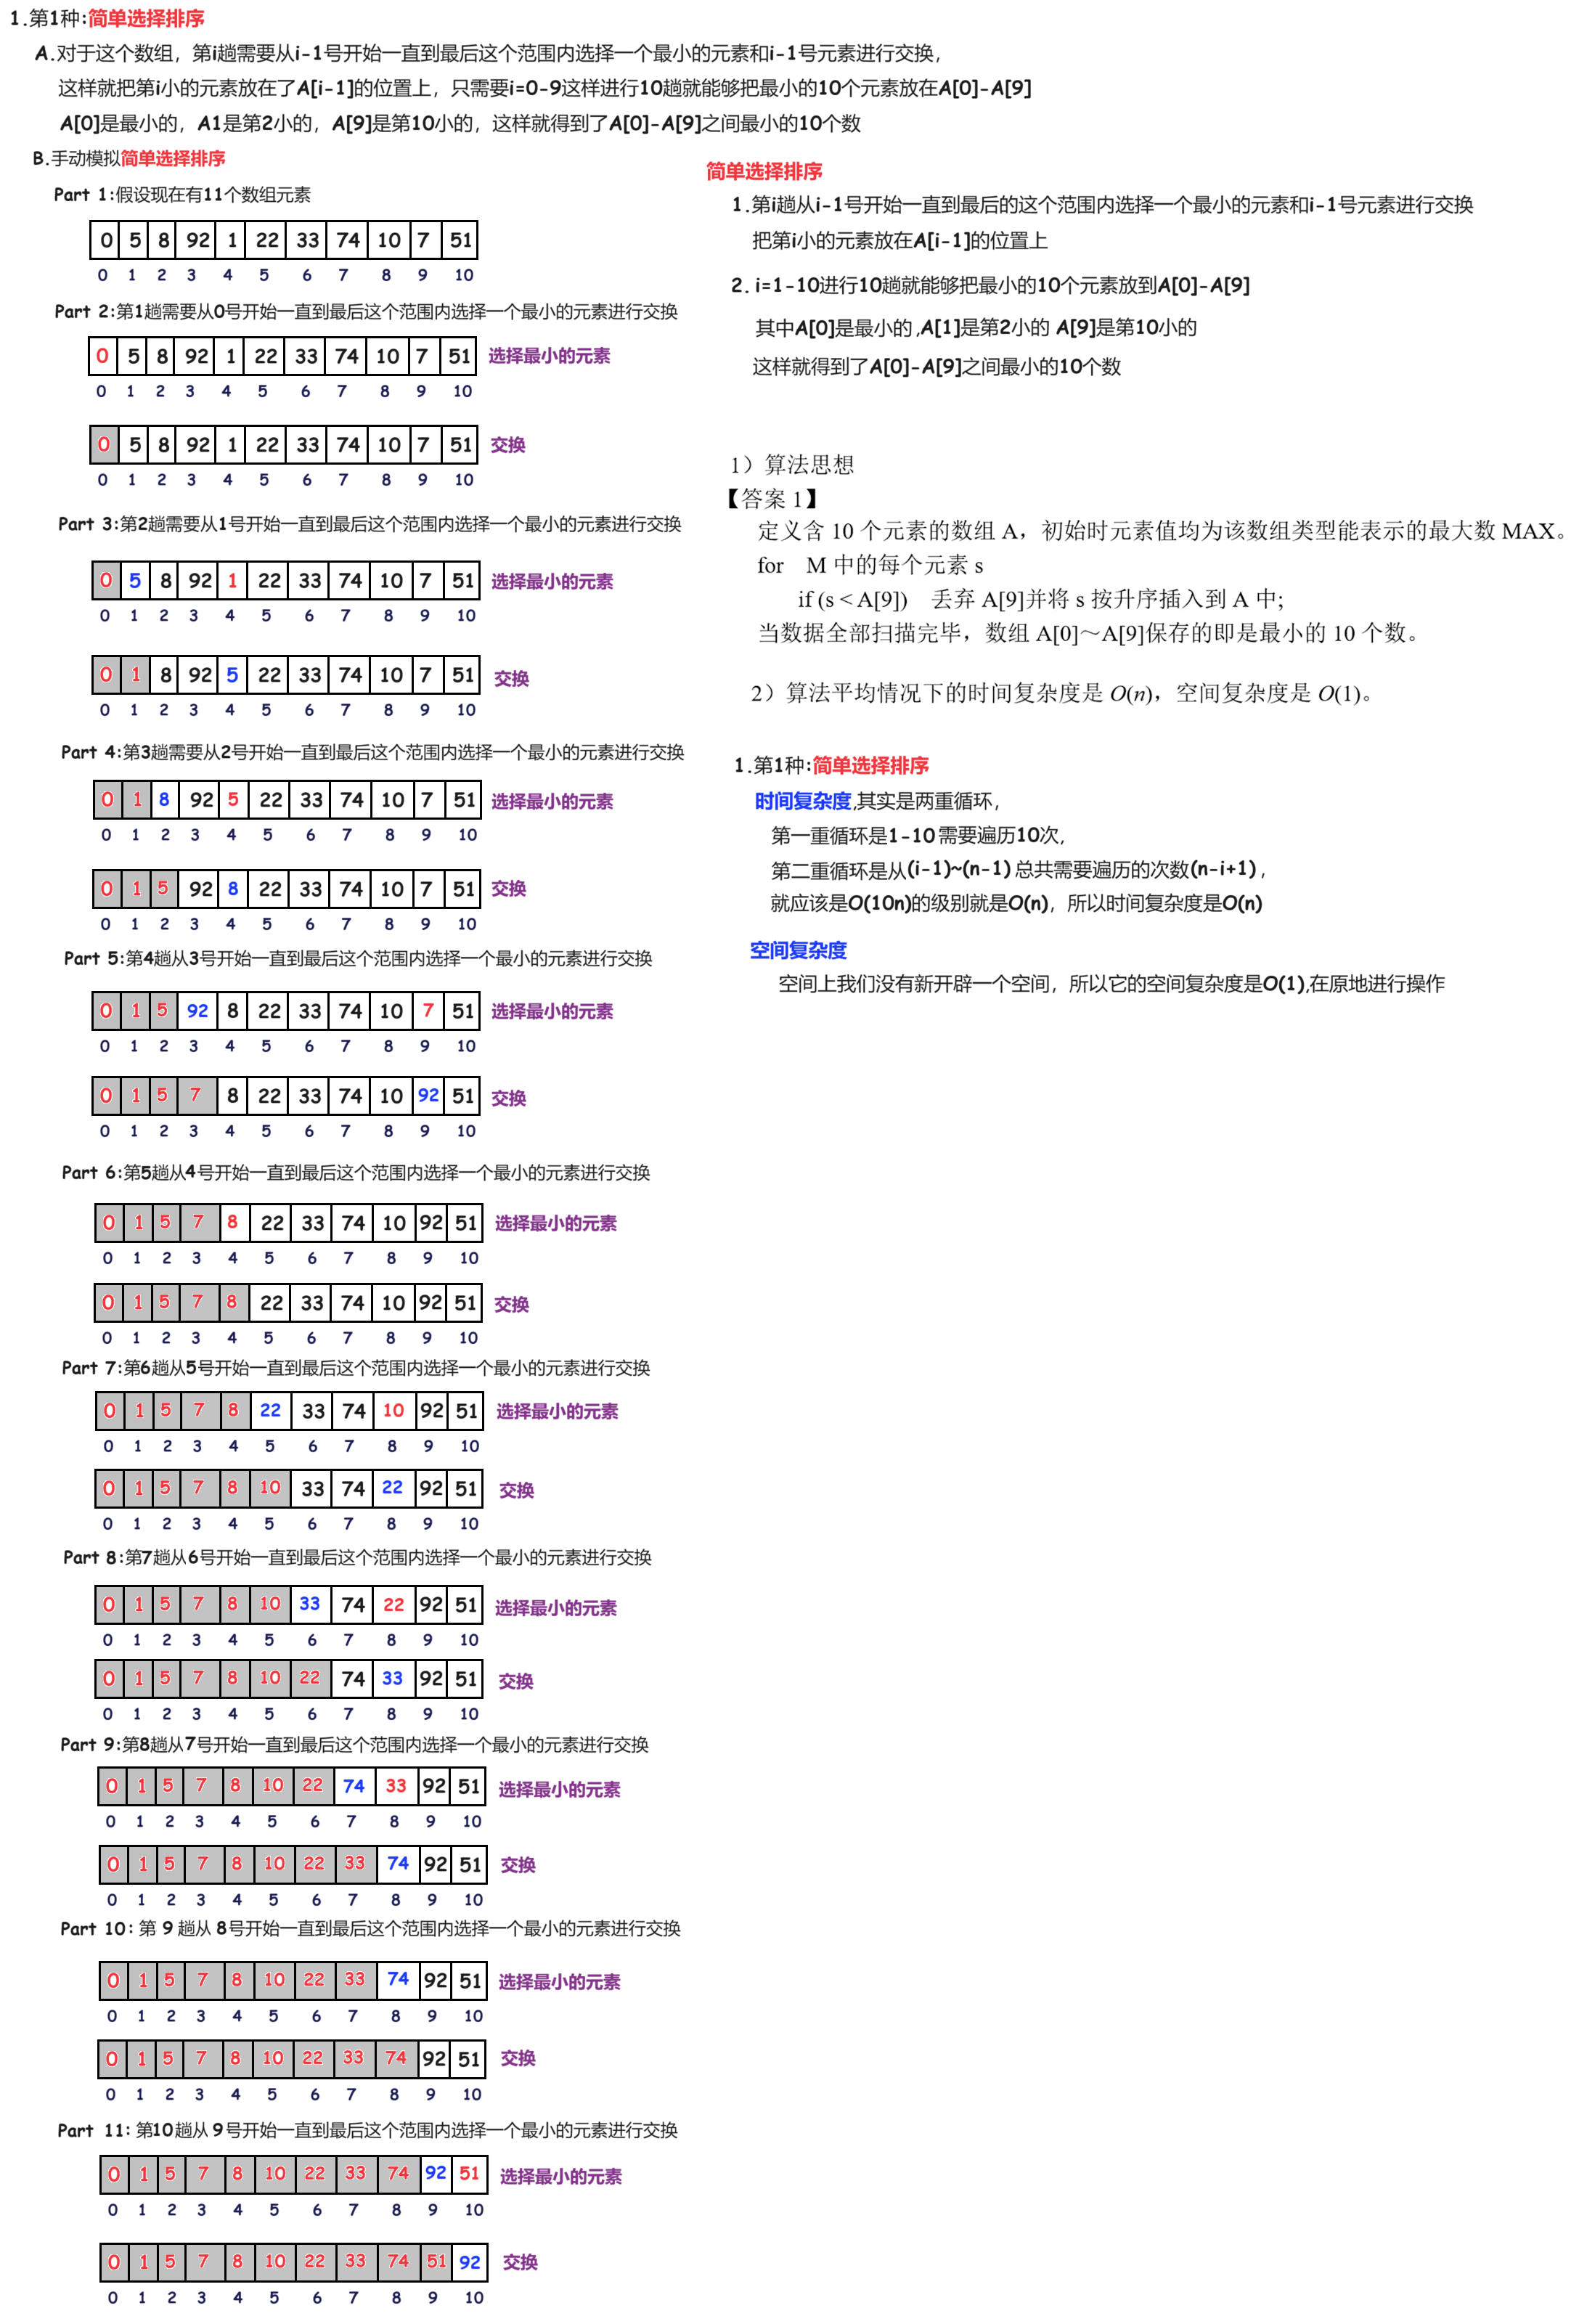 1.第1种:简单选择排序
A.对于这个数组，第i趟需要从i-1号开始一直到最后这个范围内选择一个最小的元素和i-1号元素进行交换，
这样就把第i小的元素放在了A[i-1]的位置上，只需要i=0-9这样进行10趟就能够把最小的10个元素放在A[0]-A[9]
A[0]是最小的，A1是第2小的，A[9]是第10小的，这样就得到了A[0]-A[9]之间最小的10个数
B.手动模拟简单选择排序
Part 1:假设现在有11个数组元素
0 5 8 92 1 22 33 74 10 7 51
0 1 2 3 4 5 6 7 8 9 10
Part 2:第1趟需要从0号开始一直到最后这个范围内选择一个最小的元素进行交换
0 5 8 92 1 22 33 74 10 7 51 选择最小的元素
0 1 2 3 4 5 6 7 8 9 10
0 5 8 92 1 22 33 74 10 7 51 交换
0 1 2 3 4 5 6 7 8 9 10
Part 3:第2趟需要从1号开始一直到最后这个范围内选择一个最小的元素进行交换
0 5 8 92 1 22 33 74 10 7 51 选择最小的元素
0 1 2 3 4 5 6 7 8 9 10
0 1 8 92 5 22 33 74 10 7 51 交换
0 1 2 3 4 5 6 7 8 9 10
Part 4:第3趟需要从2号开始一直到最后这个范围内选择一个最小的元素进行交换
0 1 8 92 5 22 33 74 10 7 51 选择最小的元素
0 1 2 3 4 5 6 7 8 9 10
0 1 5 92 8 22 33 74 10 7 51 交换
0 1 2 3 4 5 6 7 8 9 10
Part 5:第4趟从3号开始一直到最后这个范围内选择一个最小的元素进行交换
0 1 5 92 8 22 33 74 10 7 51 选择最小的元素
0 1 2 3 4 5 6 7 8 9 10
0 1 5 7 8 22 33 74 10 92 51 交换
0 1 2 3 4 5 6 7 8 9 10
Part 6:第5趟从4号开始一直到最后这个范围内选择一个最小的元素进行交换
0 1 5 7 8 22 33 74 10 92 51 选择最小的元素
0 1 2 3 4 5 6 7 8 9 10
0 1 5 7 8 22 33 74 10 92 51 交换
0 1 2 3 4 5 6 7 8 9 10
Part 7:第6趟从5号开始一直到最后这个范围内选择一个最小的元素进行交换
0 1 5 7 8 22 33 74 10 92 51 选择最小的元素
0 1 2 3 4 5 6 7 8 9 10
0 1 5 7 8 10 33 74 22 92 51 交换
0 1 2 3 4 5 6 7 8 9 10
Part 8:第7趟从6号开始一直到最后这个范围内选择一个最小的元素进行交换
0 1 5 7 8 10 33 74 22 92 51 选择最小的元素
0 1 2 3 4 5 6 7 8 9 10
0 1 5 7 8 10 22 74 33 92 51 交换
0 1 2 3 4 5 6 7 8 9 10
Part 9:第8趟从7号开始一直到最后这个范围内选择一个最小的元素进行交换
0 1 5 7 8 10 22 74 33 92 51 选择最小的元素
0 1 2 3 4 5 6 7 8 9 10
0 1 5 7 8 10 22 33 74 92 51 交换
0 1 2 3 4 5 6 7 8 9 10
Part 10: 第 9 趟从 8号开始一直到最后这个范围内选择一个最小的元素进行交换
0 1 5 7 8 10 22 33 74 92 51 选择最小的元素
0 1 2 3 4 5 6 7 8 9 10
0 1 5 7 8 10 22 33 74 92 51 交换
0 1 2 3 4 5 6 7 8 9 10
Part 11: 第10趟从 9号开始一直到最后这个范围内选择一个最小的元素进行交换
0 1 5 7 8 10 22 33 74 92 51 选择最小的元素
0 1 2 3 4 5 6 7 8 9 10
0 1 5 7 8 10 22 33 74 51 92 交换
0 1 2 3 4 5 6 7 8 9 10
简单选择排序
1.第i趟从i-1号开始一直到最后的这个范围内选择一个最小的元素和i-1号元素进行交换
把第i小的元素放在A[i-1]的位置上
2. i=1-10进行10趟就能够把最小的10个元素放到A[0]-A[9]
其中A[0]是最小的,A[1]是第2小的 A[9]是第10小的
这样就得到了A[0]-A[9]之间最小的10个数
1）算法思想
【答案 1】
定义含 10 个元素的数组 A，初始时元素值均为该数组类型能表示的最大数 MAX。
for M 中的每个元素 s
if (s < A[9]) 丢弃 A[9]并将 s 按升序插入到 A 中;
当数据全部扫描完毕，数组 A[0]～A[9]保存的即是最小的 10 个数。
2）算法平均情况下的时间复杂度是 O(n)，空间复杂度是 O(1)。
1.第1种:简单选择排序
时间复杂度,其实是两重循环，
第一重循环是1-10需要遍历10次，
第二重循环是从(i-1)~(n-1)总共需要遍历的次数(n-i+1)，
就应该是O(10n)的级别就是O(n)，所以时间复杂度是O(n)
空间复杂度
空间上我们没有新开辟一个空间，所以它的空间复杂度是O(1),在原地进行操作